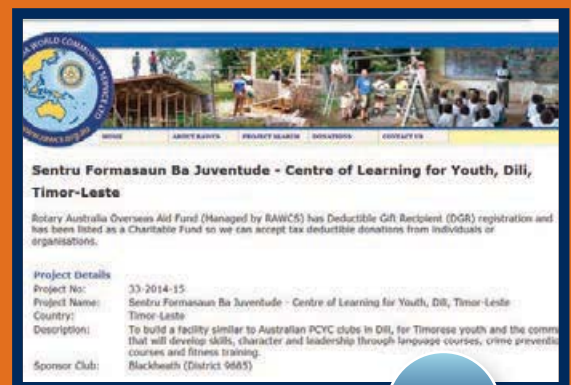 WORLD COMMUNITY SERVICE LTD
www.rawcs.org.au
HOME ABOUT RAWCS PROJECT SEARCH DONATIONS CONTACT US
Sentru Formasaun Ba Juventude - Centre of Learning for Youth, Dili,
Timor-Leste
Rotary Australia Overseas Aid Fund (Managed by RAWCS) has Deductible Gift Recipient (DGR) registration and
has been listed as a Charitable Fund so we can accept tax deductible donations from individuals or
organisations.
Project Details
Project No: 33-2014-15
Project Name: Sentru Formasaun Ba Juventude - Centre of Learning for Youth, Dili, Timor-Leste
Country: Timor-Leste
Description: To build a facility similar to Australian PCYC clubs in Dili, for Timorese youth and the comm
that will develop skills, character and leadership through language courses, crime preventio
courses and fitness training.
Sponsor Club: Blackheath (District 9685)